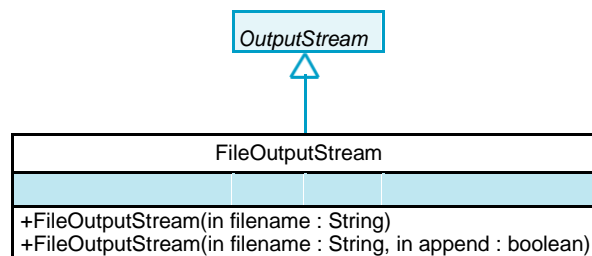 OutputStream
FileOutputStream
+FileOutputStream(in filename : String)
+FileOutputStream(in filename : String, in append : boolean)